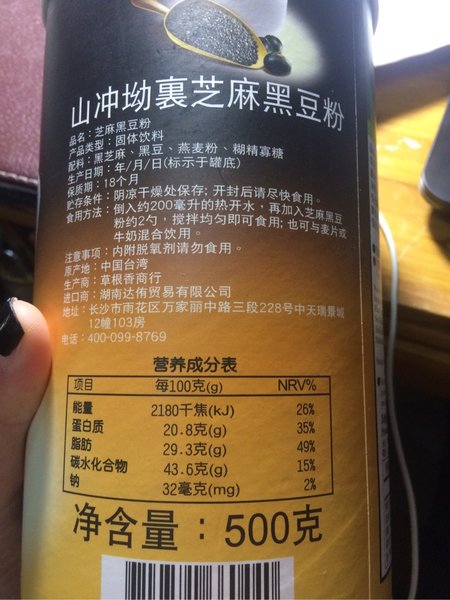 山冲坳裏芝麻黑豆粉
品名：芝麻黑豆粉
产品类型：固体饮料
配料：黑芝麻、黑豆、燕麦粉、糊精寡糖
生产日期：年/月/日(标示于罐底)
保质期：18个月
贮存条件：阴凉干燥处保存; 开封后请尽快食用。
食用方法：倒入约200毫升的热开水，再加入芝麻黑豆
粉约2勺，搅拌均匀即可食用; 也可与麦片或
牛奶混合饮用。
注意事项：内附脱氧剂请勿食用。
原产地：中国台湾
生产商：草根香商行
进口商：湖南达侑贸易有限公司
地址：长沙市雨花区万家丽中路三段228号中天瑞景城
12幢103房
电话：400-099-8769
营养成分表
项目 每100克(g) NRV%
能量 2180千焦(kJ) 26%
蛋白质 20.8克(g) 35%
脂肪 29.3克(g) 49%
碳水化合物 43.6克(g) 15%
钠 32毫克(mg) 2%
净含量：500克